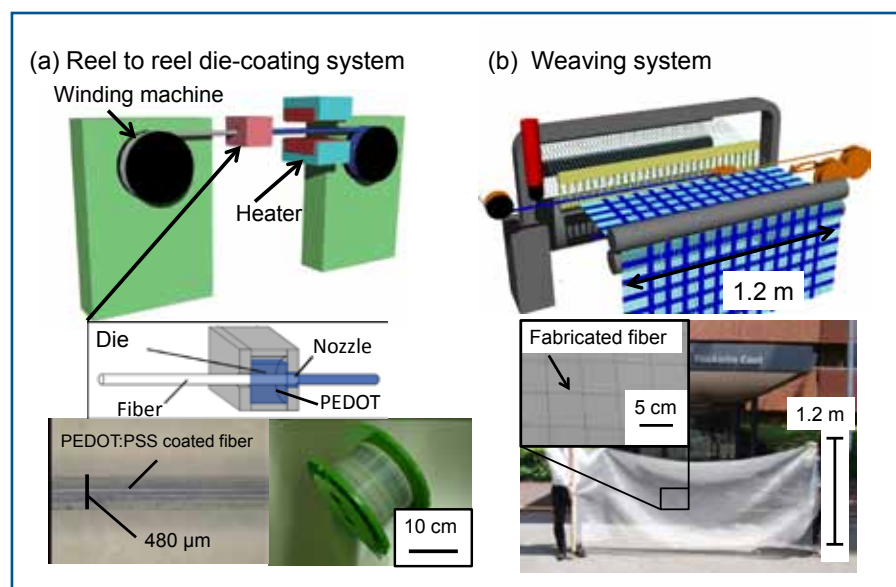 (a) Reel to reel die-coating system
Winding machine
Heater
Die
Nozzle
Fiber
PEDOT
PEDOT:PSS coated fiber
480 µm
10 cm
(b) Weaving system
1.2 m
Fabricated fiber
5 cm
1.2 m